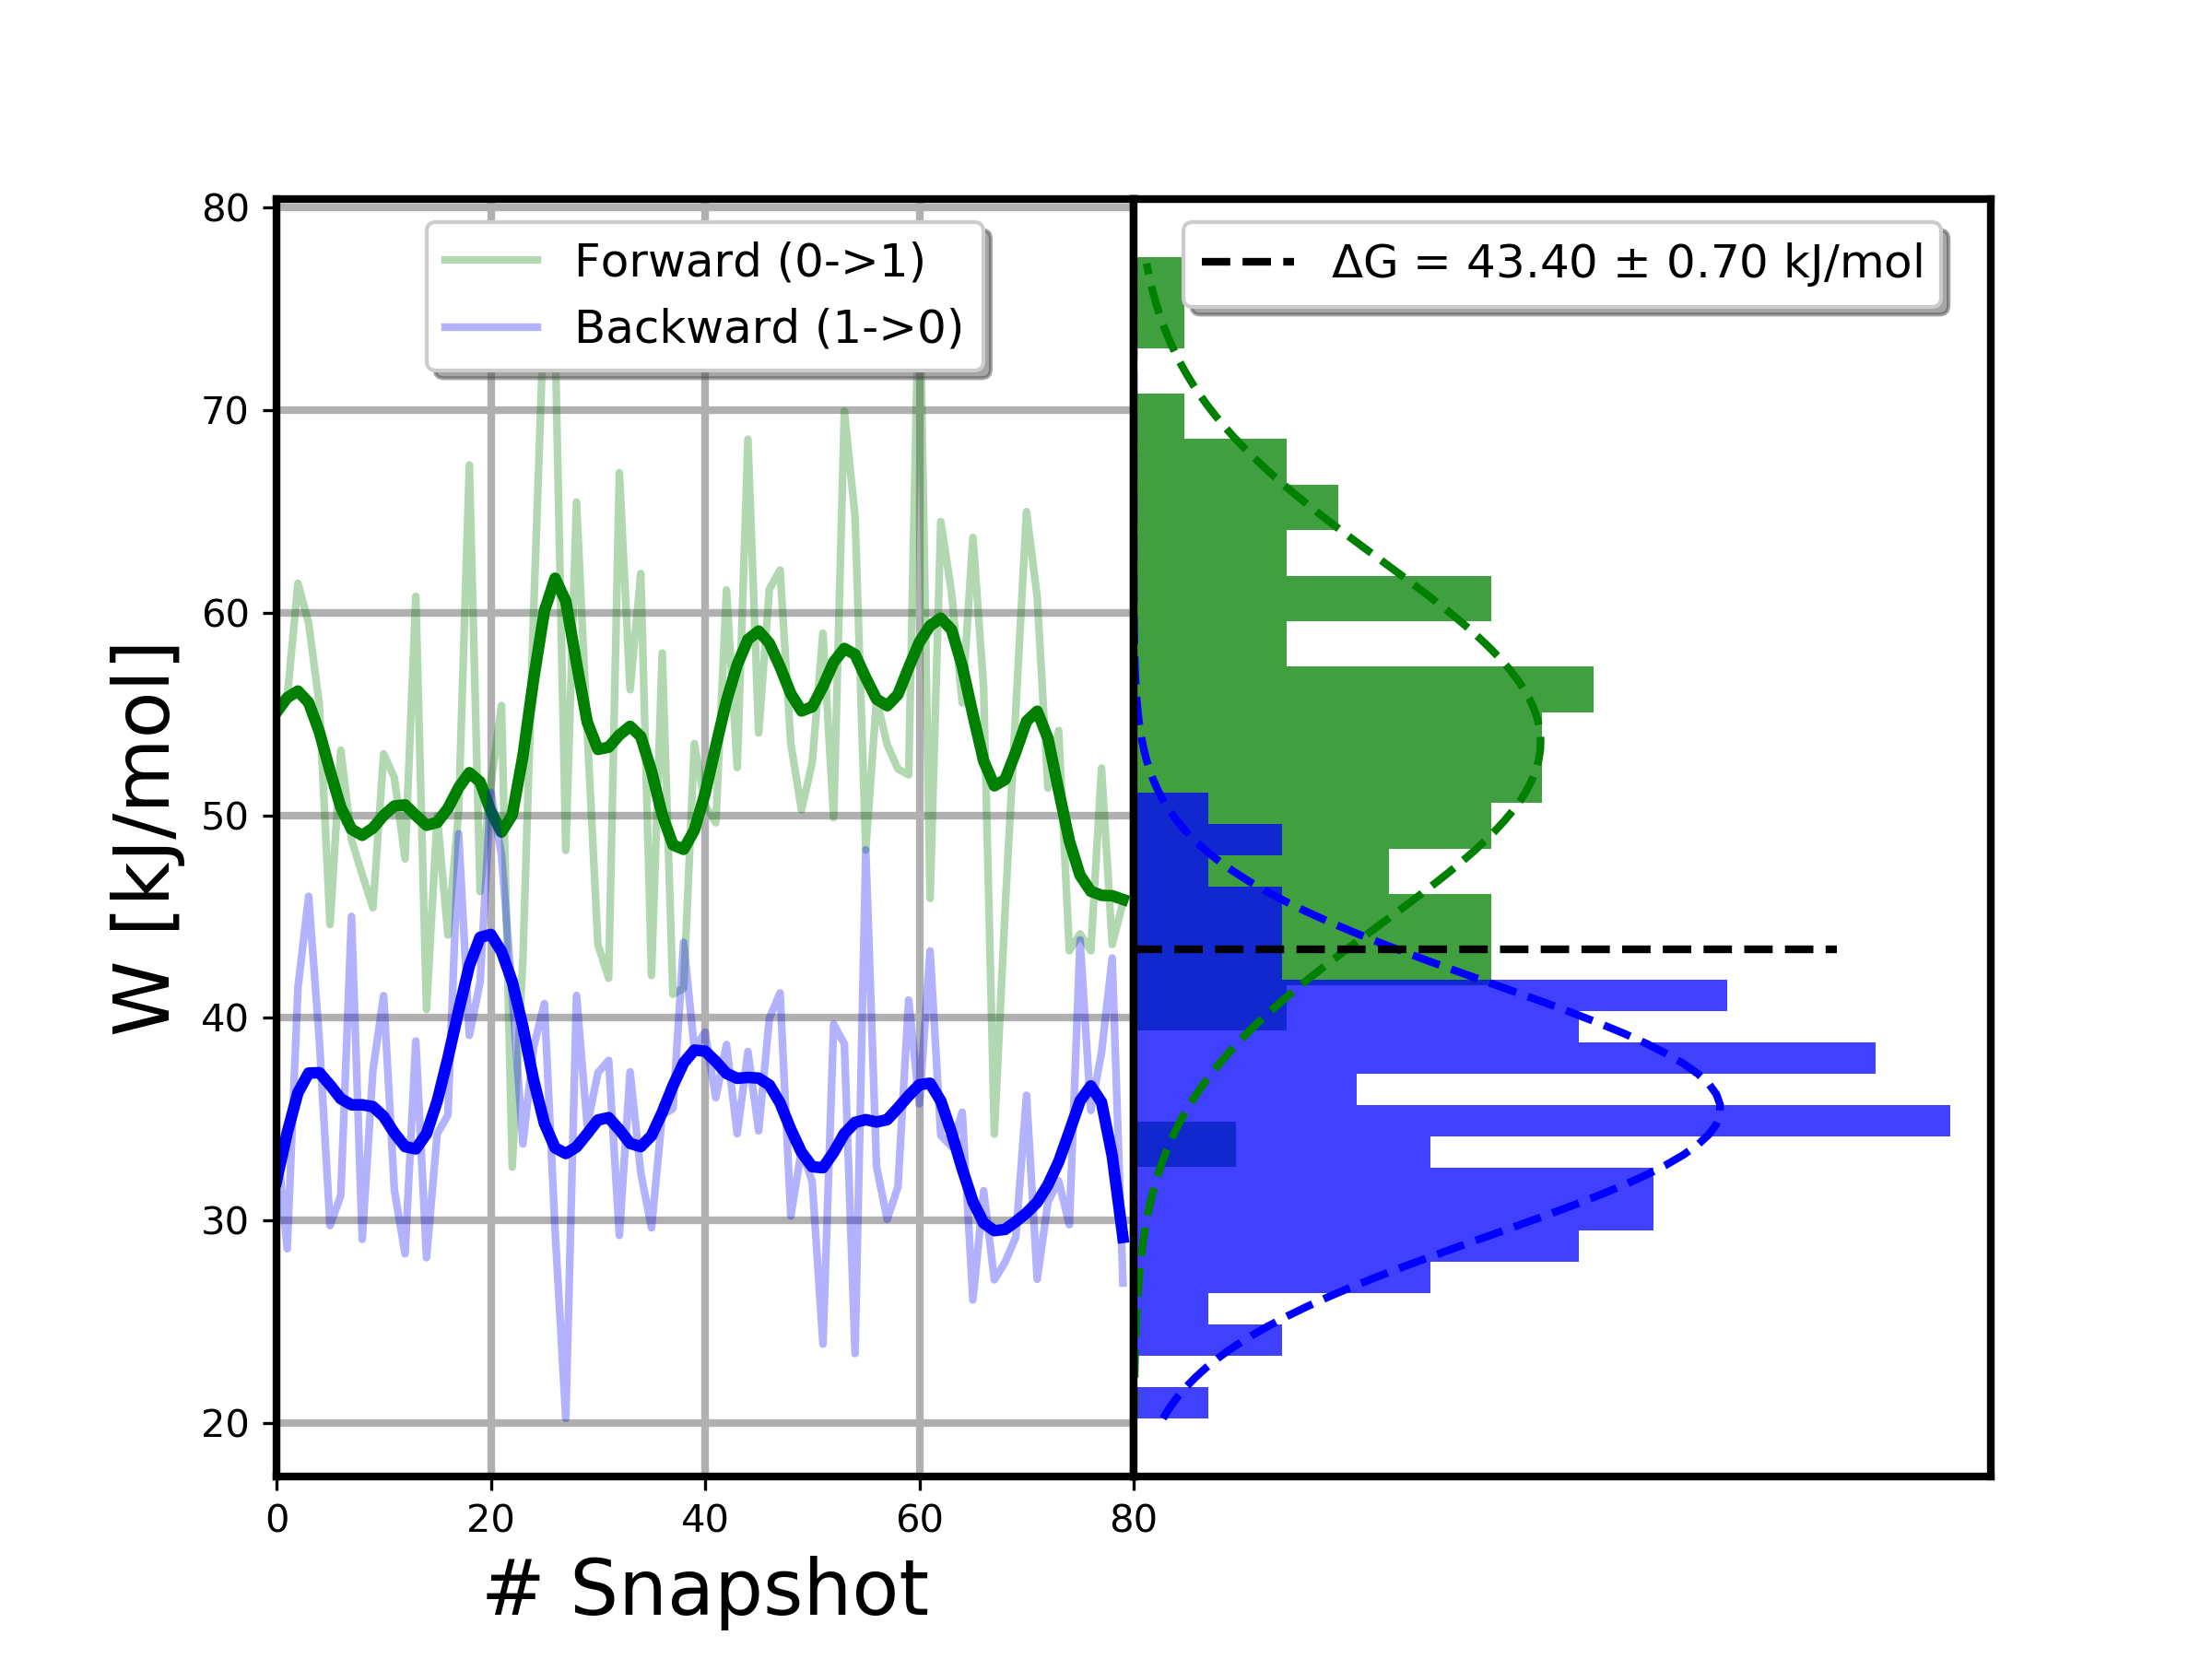 Forward (0->1)
Backward (1->0)
ΔG = 43.40 ± 0.70 kJ/mol
W [kJ/mol]
80
70
60
50
40
30
20
0 20 40 60 80
# Snapshot